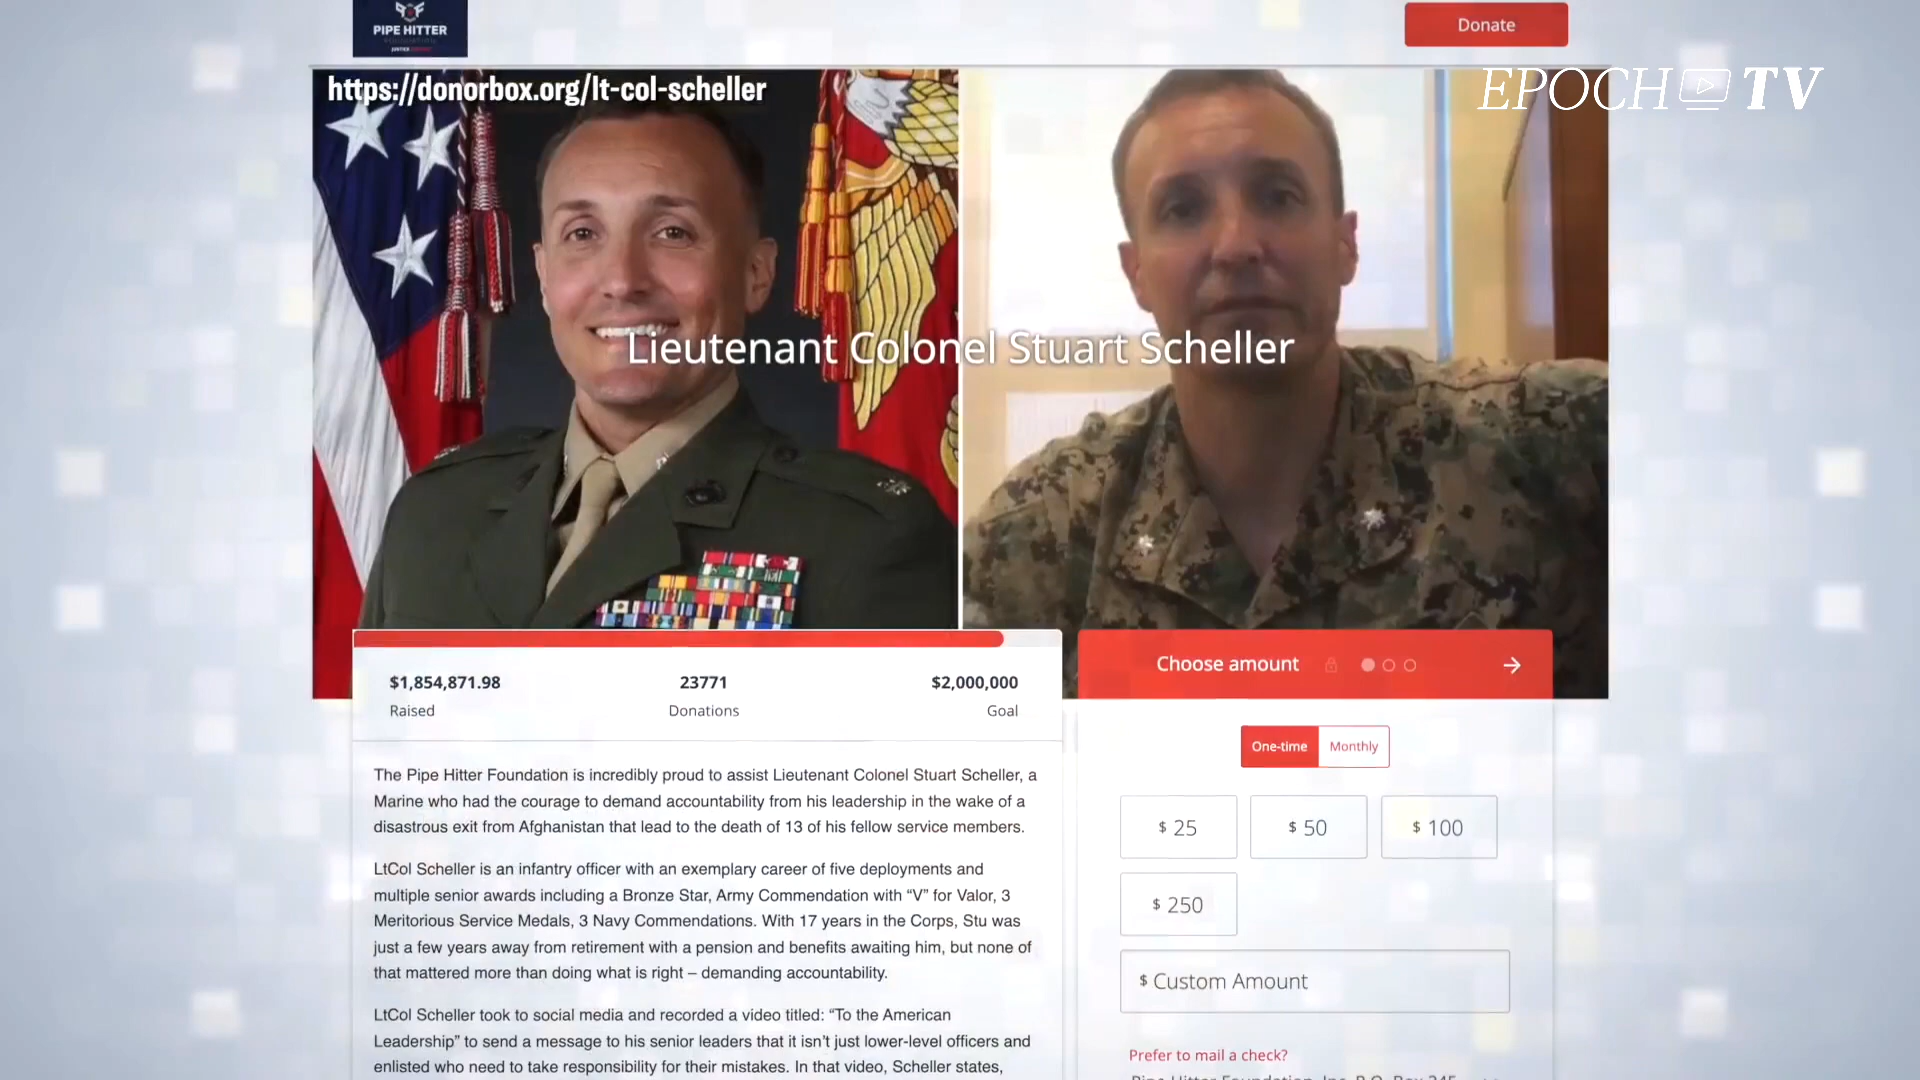 PIPE HITTER
FOUNDATION
Donate
EPOCH TV
https://donorbox.org/lt-col-scheller
Lieutenant Colonel Stuart Scheller
$1,854,871.98
Raised
23771
Donations
$2,000,000
Goal
Choose amount
One-time
Monthly
$ 25
$ 50
$ 100
$ 250
$ Custom Amount
Prefer to mail a check?
The Pipe Hitter Foundation is incredibly proud to assist Lieutenant Colonel Stuart Scheller, a
Marine who had the courage to demand accountability from his leadership in the wake of a
disastrous exit from Afghanistan that lead to the death of 13 of his fellow service members.
LtCol Scheller is an infantry officer with an exemplary career of five deployments and
multiple senior awards including a Bronze Star, Army Commendation with “V” for Valor, 3
Meritorious Service Medals, 3 Navy Commendations. With 17 years in the Corps, Stu was
just a few years away from retirement with a pension and benefits awaiting him, but none of
that mattered more than doing what is right – demanding accountability.
LtCol Scheller took to social media and recorded a video titled: “To the American
Leadership” to send a message to his senior leaders that it isn’t just lower-level officers and
enlisted who need to take responsibility for their mistakes. In that video, Scheller states,